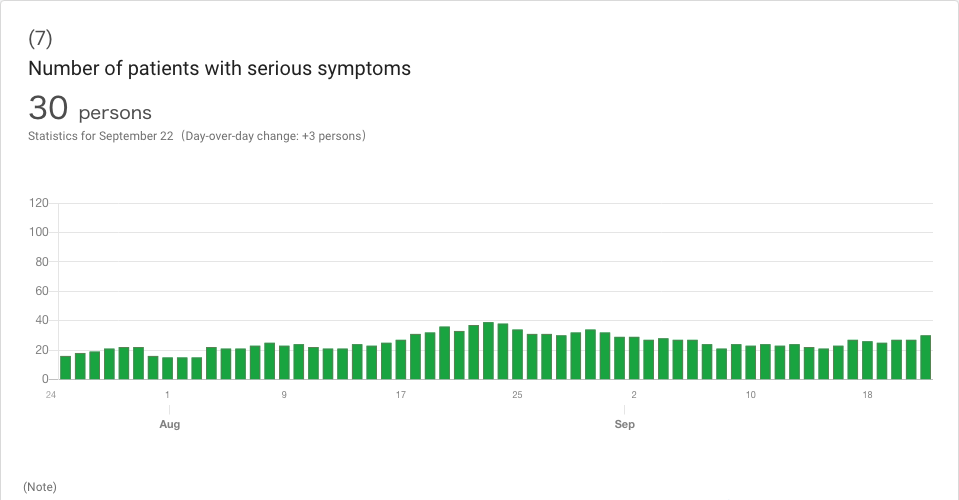 (7)
Number of patients with serious symptoms
30 persons
Statistics for September 22（Day-over-day change: +3 persons）
120
100
80
60
40
20
0
24 1 9 17 25 2 10 18
Aug Sep
(Note)